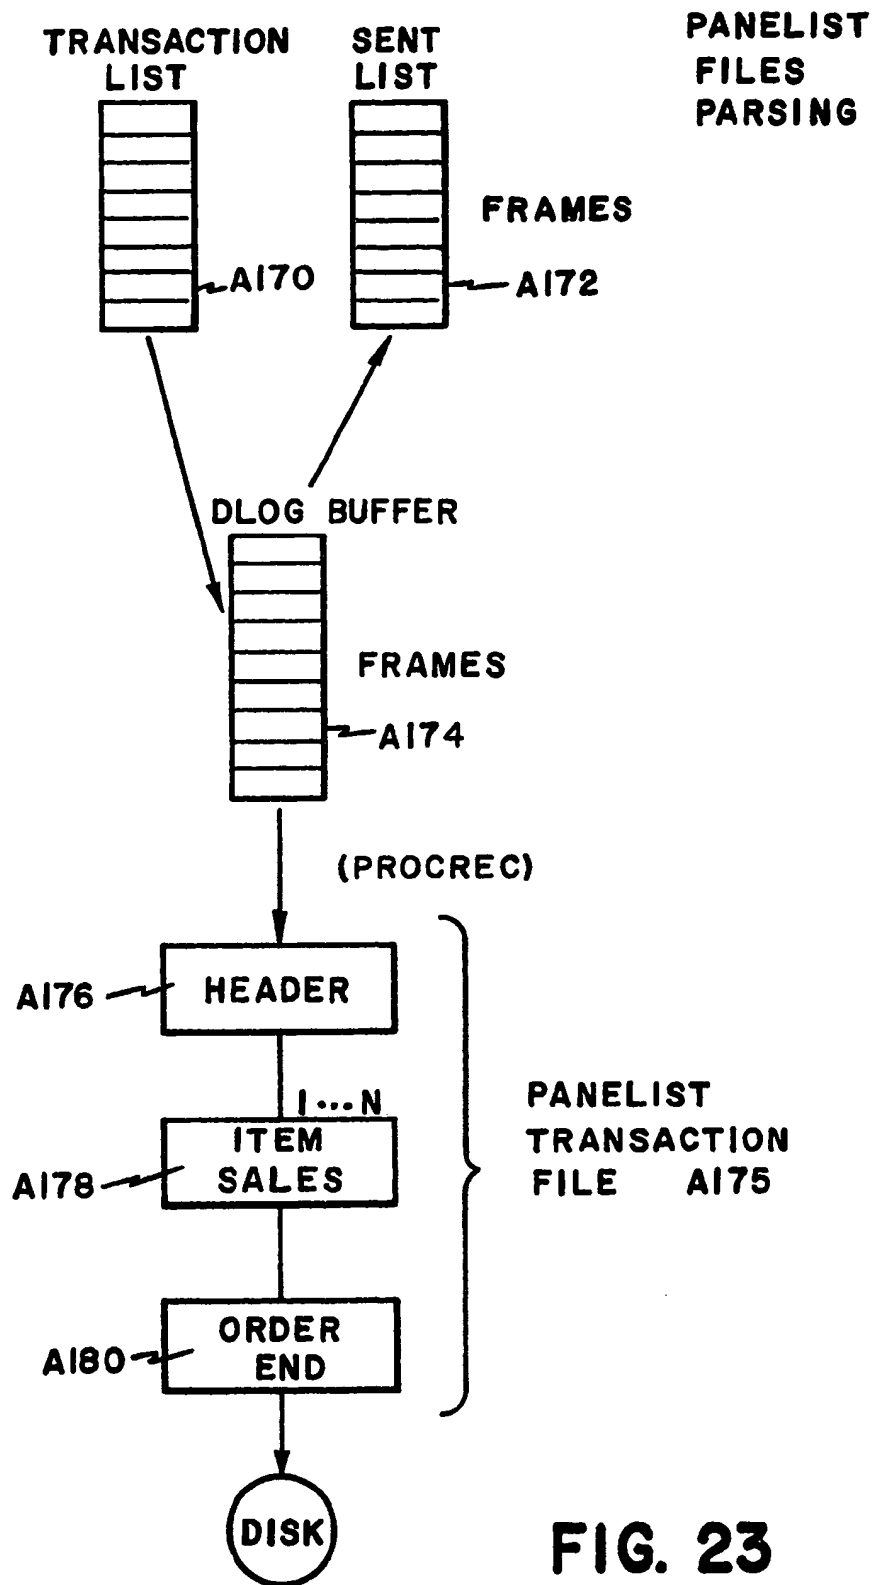 TRANSACTION LIST
SENT LIST
PANELIST FILES PARSING
FRAMES
A170
A172
DLOG BUFFER
FRAMES
A174
(PROCREC)
A176
HEADER
1...N
A178
ITEM SALES
PANELIST TRANSACTION FILE A175
A180
ORDER END
DISK
FIG. 23